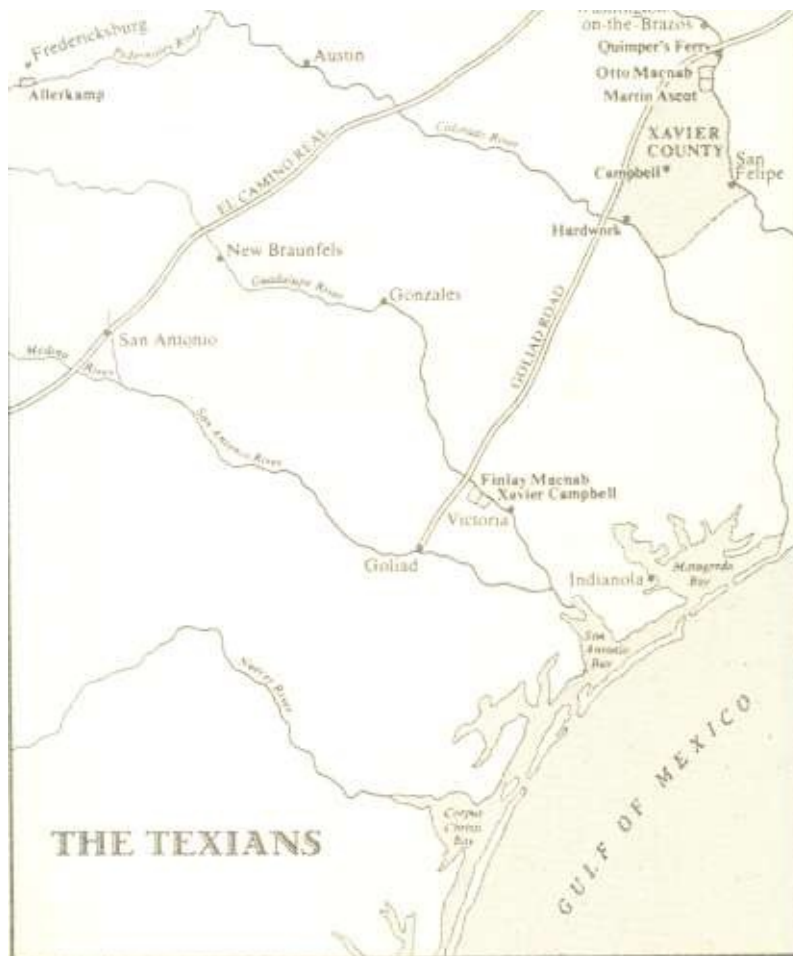 Washington
on-the-Brazos
Fredericksburg
Pedernales River
Austin
Quimper's Ferry
Allerkamp
Otto Macnab
Martin Ascot
Colorado River
XAVIER
COUNTY
EL CAMINO REAL
Campbell
San
Felipe
Hardwork
New Braunfels
Guadalupe River
Gonzales
San Antonio
GOLIAD ROAD
Medina River
San Antonio River
Finlay Macnab
Xavier Campbell
Victoria
Goliad
Indianola
Matagorda
Bay
San
Antonio
Bay
Nueces River
GULF OF MEXICO
Corpus
Christi
Bay
THE TEXIANS